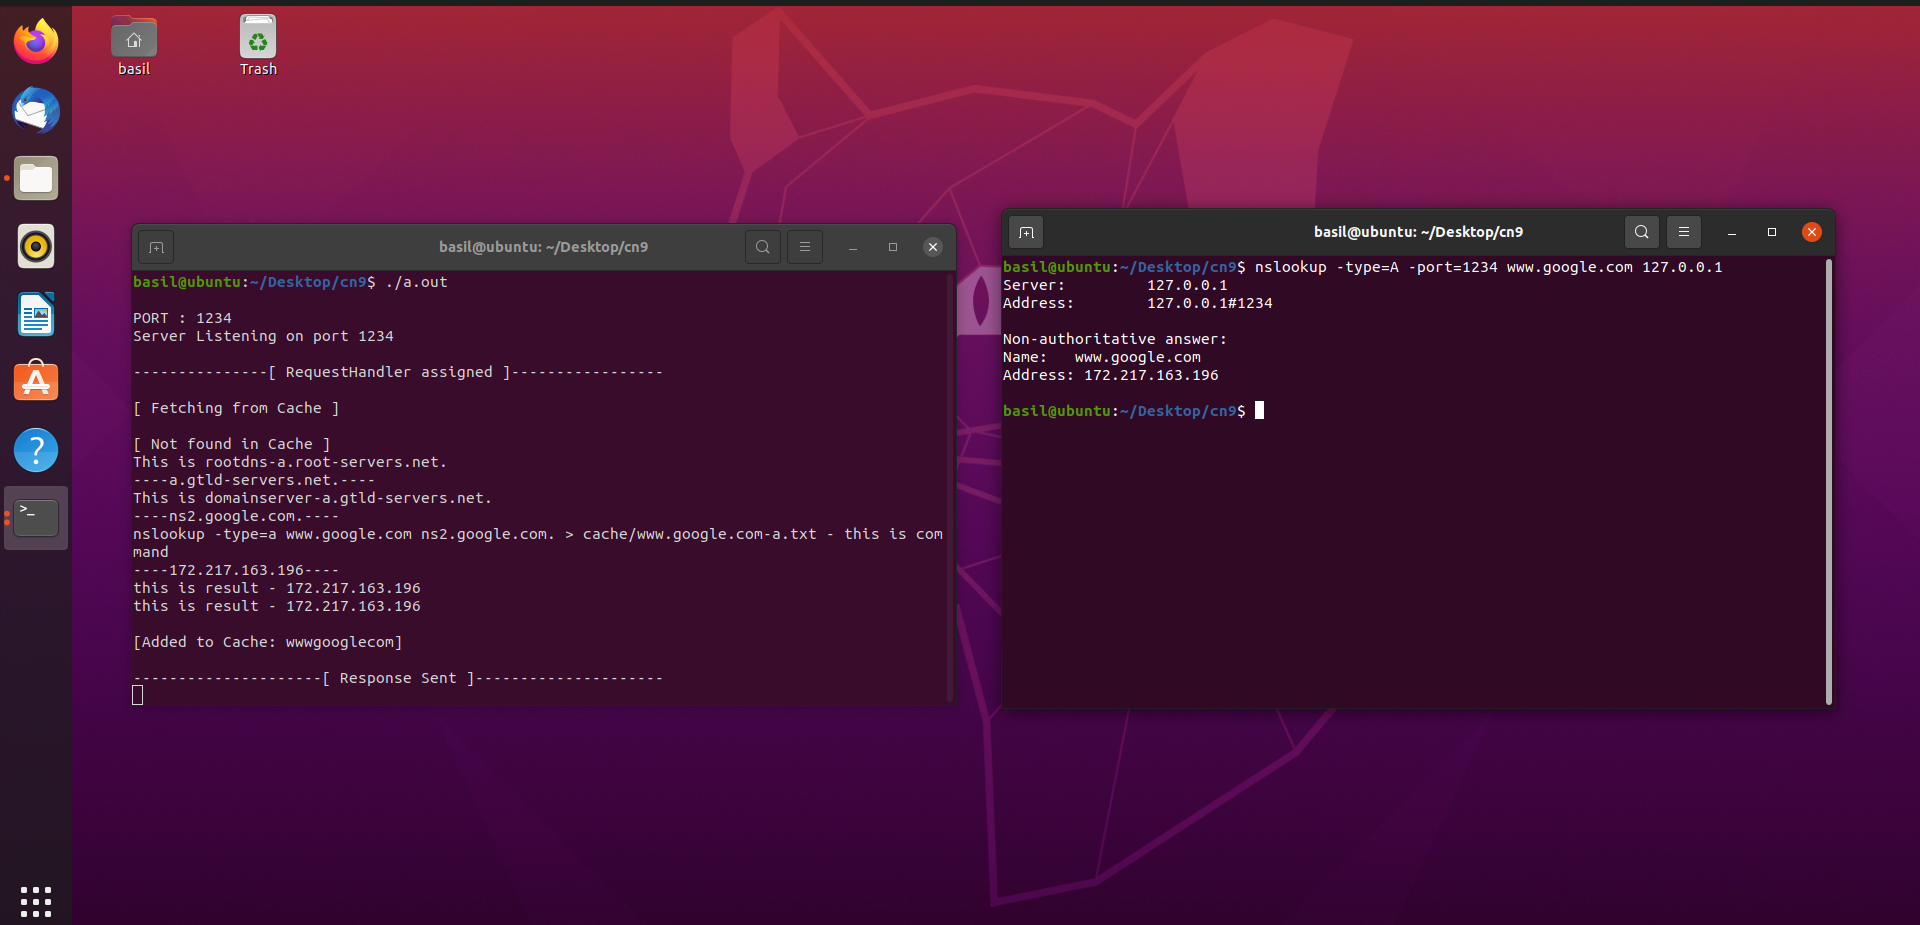 basil
Trash
basil@ubuntu: ~/Desktop/cn9
basil@ubuntu:~/Desktop/cn9$ ./a.out
PORT : 1234
Server Listening on port 1234
---------------[ RequestHandler assigned ]-----------------
[ Fetching from Cache ]
[ Not found in Cache ]
This is rootdns-a.root-servers.net.
----a.gtld-servers.net.----
This is domainserver-a.gtld-servers.net.
----ns2.google.com.----
nslookup -type=a www.google.com ns2.google.com. > cache/www.google.com-a.txt - this is com
mand
----172.217.163.196----
this is result - 172.217.163.196
this is result - 172.217.163.196
[Added to Cache: wwwgooglecom]
---------------------[ Response Sent ]---------------------
basil@ubuntu: ~/Desktop/cn9
basil@ubuntu:~/Desktop/cn9$ nslookup -type=A -port=1234 www.google.com 127.0.0.1
Server:         127.0.0.1
Address:        127.0.0.1#1234
Non-authoritative answer:
Name:   www.google.com
Address: 172.217.163.196
basil@ubuntu:~/Desktop/cn9$